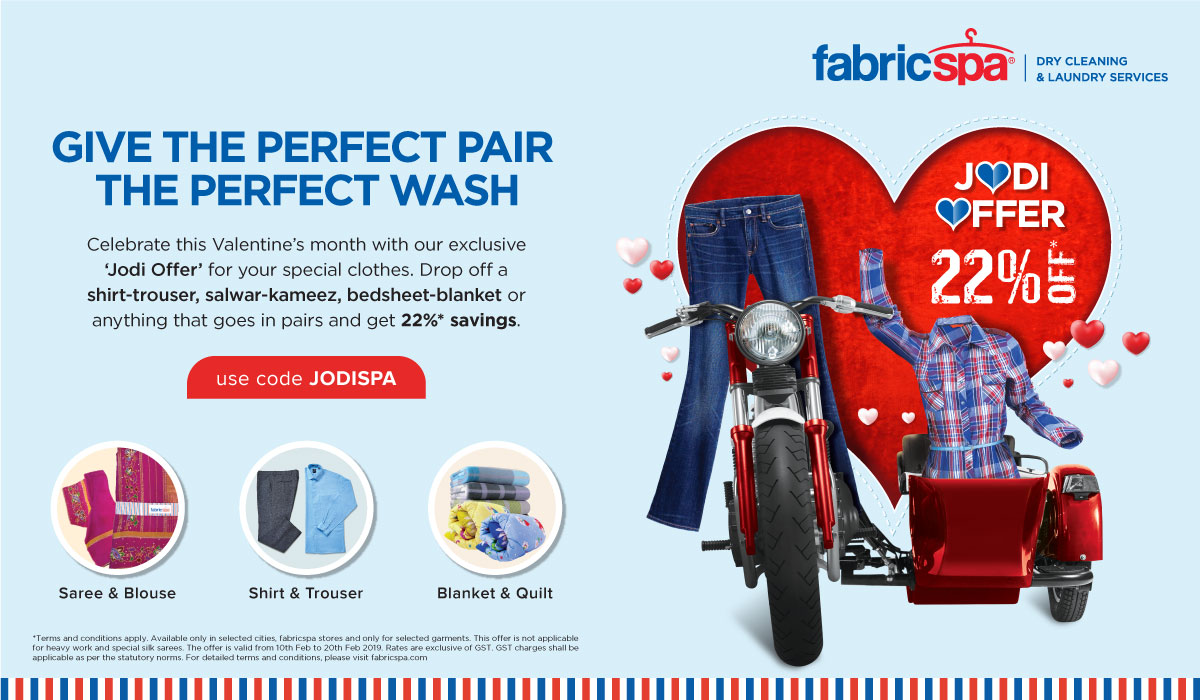 fabricspa®
DRY CLEANING
& LAUNDRY SERVICES
GIVE THE PERFECT PAIR
THE PERFECT WASH
Celebrate this Valentine's month with our exclusive
‘Jodi Offer’ for your special clothes. Drop off a
shirt-trouser, salwar-kameez, bedsheet-blanket or
anything that goes in pairs and get 22%* savings.
use code JODISPA
JODI
OFFER
22% OFF*
fabricspa
Saree & Blouse
Shirt & Trouser
Blanket & Quilt
*Terms and conditions apply. Available only in selected cities, fabricspa stores and only for selected garments. This offer is not applicable
for heavy work and special silk sarees. The offer is valid from 10th Feb to 20th Feb 2019. Rates are exclusive of GST. GST charges shall be
applicable as per the statutory norms. For detailed terms and conditions, please visit fabricspa.com